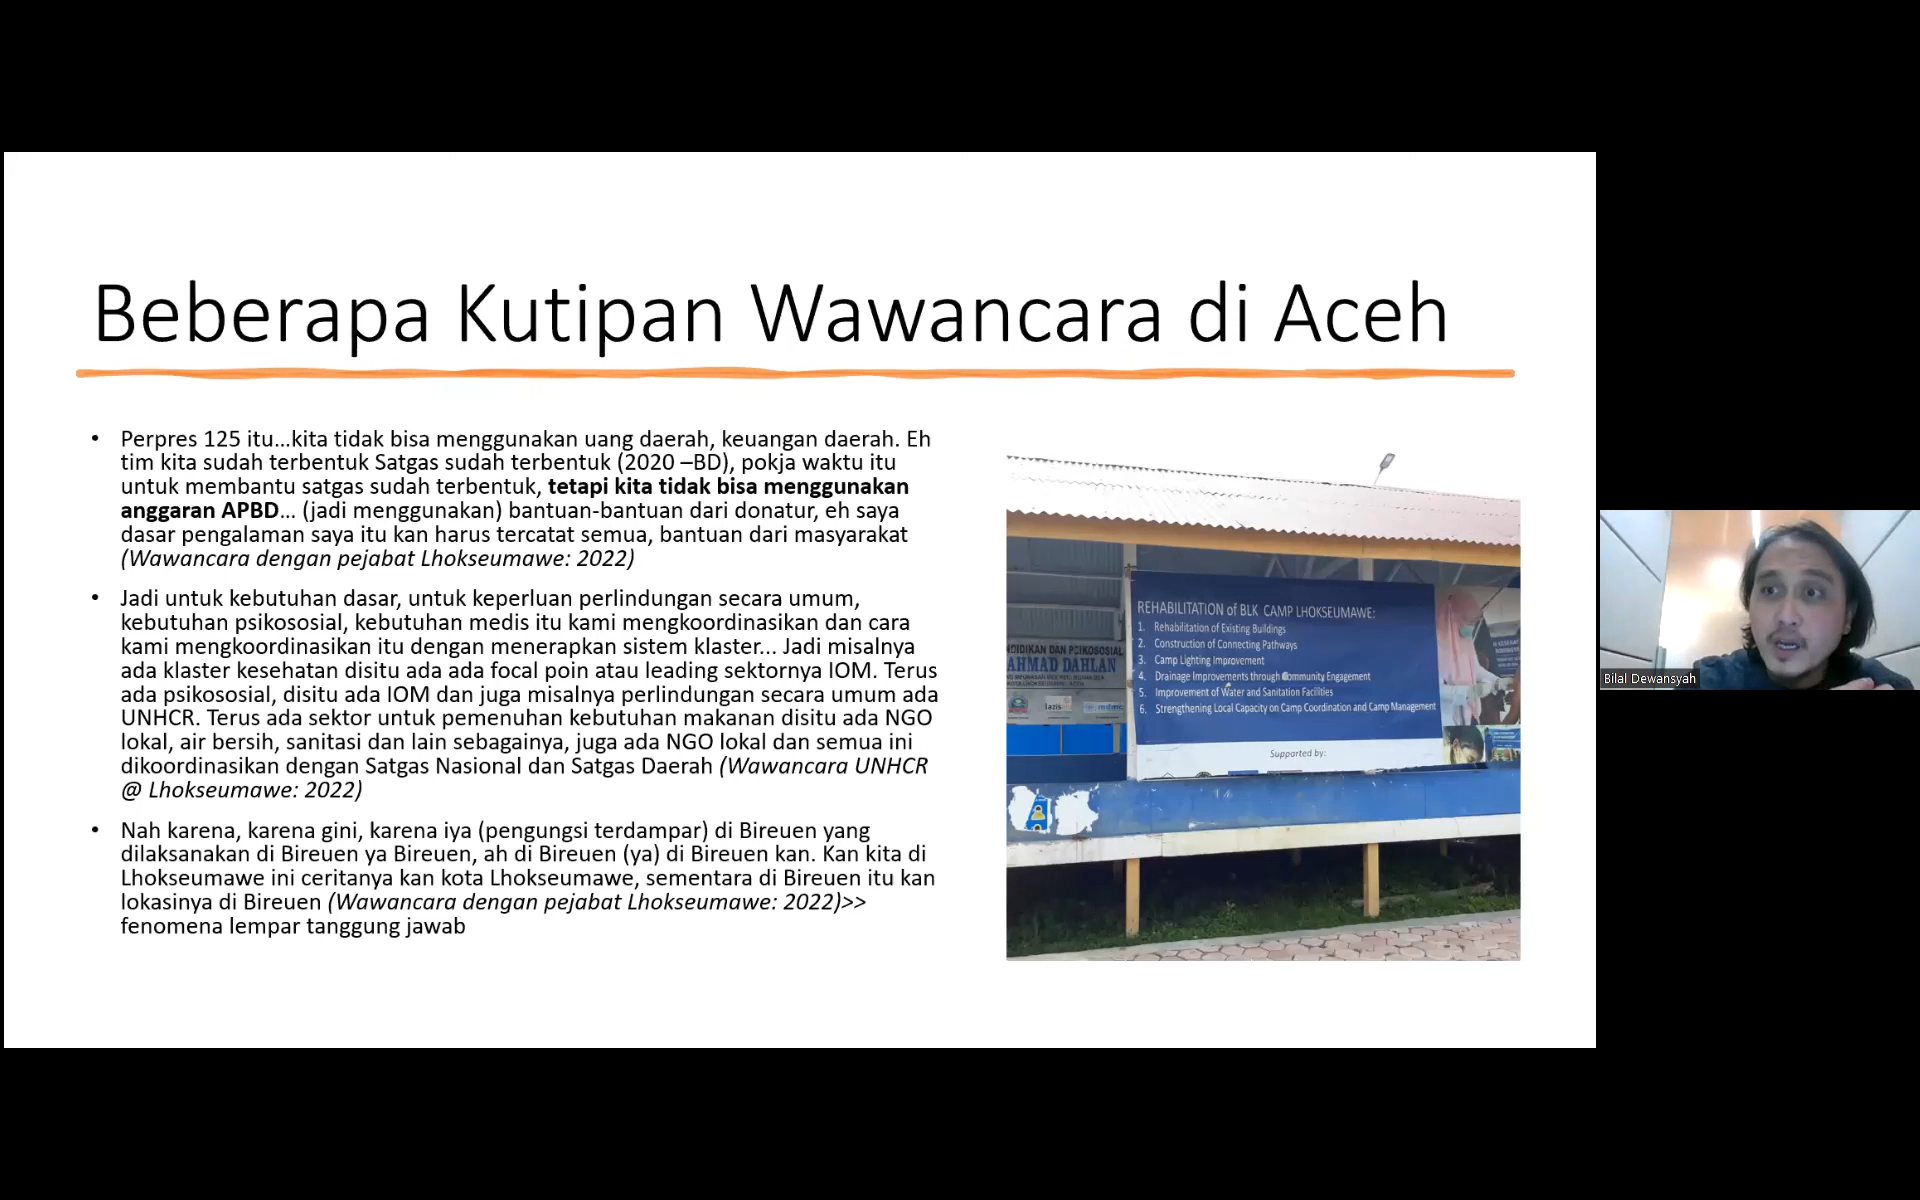 Beberapa Kutipan Wawancara di Aceh
• Perpres 125 itu...kita tidak bisa menggunakan uang daerah, keuangan daerah. Eh
tim kita sudah terbentuk Satgas sudah terbentuk (2020 –BD), pokja waktu itu
untuk membantu satgas sudah terbentuk, tetapi kita tidak bisa menggunakan
anggaran APBD... (jadi menggunakan) bantuan-bantuan dari donatur, eh saya
dasar pengalaman saya itu kan harus tercatat semua, bantuan dari masyarakat
(Wawancara dengan pejabat Lhokseumawe: 2022)
• Jadi untuk kebutuhan dasar, untuk keperluan perlindungan secara umum,
kebutuhan psikososial, kebutuhan medis itu kami mengkoordinasikan dan cara
kami mengkoordinasikan itu dengan menerapkan sistem klaster... Jadi misalnya
ada klaster kesehatan disitu ada ada focal poin atau leading sektornya IOM. Terus
ada psikososial, disitu ada IOM dan juga misalnya perlindungan secara umum ada
UNHCR. Terus ada sektor untuk pemenuhan kebutuhan makanan disitu ada NGO
lokal, air bersih, sanitasi dan lain sebagainya, juga ada NGO lokal dan semua ini
dikoordinasikan dengan Satgas Nasional dan Satgas Daerah (Wawancara UNHCR
@ Lhokseumawe: 2022)
• Nah karena, karena gini, karena iya (pengungsi terdampar) di Bireuen yang
dilaksanakan di Bireuen ya Bireuen, ah di Bireuen (ya) di Bireuen kan. Kan kita di
Lhokseumawe ini ceritanya kan kota Lhokseumawe, sementara di Bireuen itu kan
lokasinya di Bireuen (Wawancara dengan pejabat Lhokseumawe: 2022)>>
fenomena lempar tanggung jawab
REHABILITATION of BLK CAMP LHOKSEUMAWE:
1. Rehabilitation of Existing Buildings
2. Construction of Connecting Pathways
3. Camp Lighting Improvement
4. Drainage Improvements through Community Engagement
5. Improvement of Water and Sanitation Facilities
6. Strengthening Local Capacity on Camp Coordination and Camp Management
Supported by:
DAN PSIKOSOSIAL
AHMAD DAHLAN
lazis
mdmc
Bilal Dewansyah